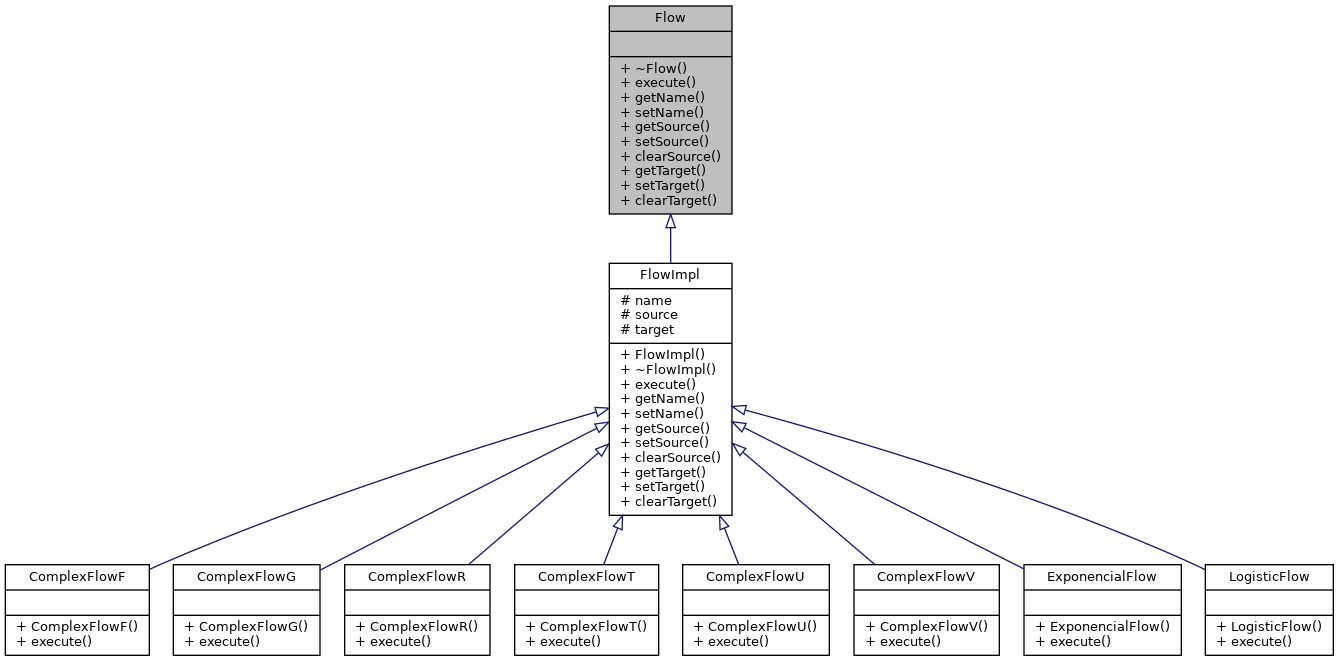 Flow
+ ~Flow()
+ execute()
+ getName()
+ setName()
+ getSource()
+ setSource()
+ clearSource()
+ getTarget()
+ setTarget()
+ clearTarget()
FlowImpl
# name
# source
# target
+ FlowImpl()
+ ~FlowImpl()
+ execute()
+ getName()
+ setName()
+ getSource()
+ setSource()
+ clearSource()
+ getTarget()
+ setTarget()
+ clearTarget()
ComplexFlowF
+ ComplexFlowF()
+ execute()
ComplexFlowG
+ ComplexFlowG()
+ execute()
ComplexFlowR
+ ComplexFlowR()
+ execute()
ComplexFlowT
+ ComplexFlowT()
+ execute()
ComplexFlowU
+ ComplexFlowU()
+ execute()
ComplexFlowV
+ ComplexFlowV()
+ execute()
ExponencialFlow
+ ExponencialFlow()
+ execute()
LogisticFlow
+ LogisticFlow()
+ execute()